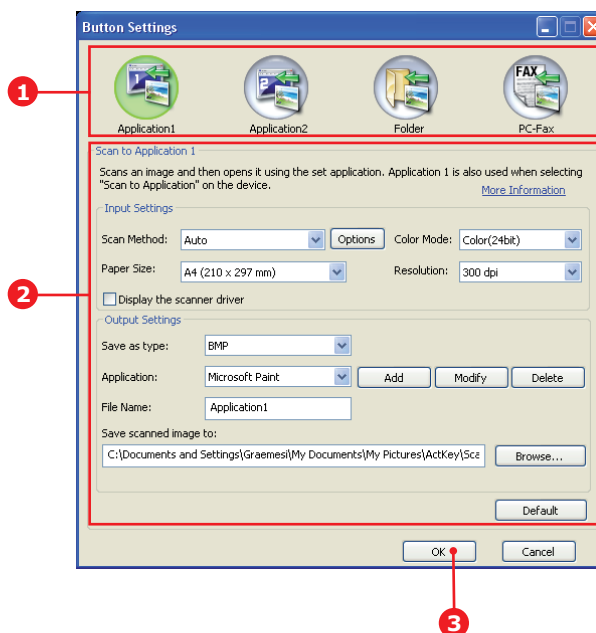 Button Settings
1
1
2
FAX
Application1
Application2
Folder
PC-Fax
2
Scan to Application 1
Scans an image and then opens it using the set application. Application 1 is also used when selecting
"Scan to Application" on the device.
More Information
Input Settings
Scan Method:
Auto
Options
Color Mode:
Color(24bit)
Paper Size:
A4 (210 x 297 mm)
Resolution:
300 dpi
Display the scanner driver
Output Settings
Save as type:
BMP
Application:
Microsoft Paint
Add
Modify
Delete
File Name:
Application1
Save scanned image to:
C:\Documents and Settings\Graemesi\My Documents\My Pictures\ActKey\Sca
Browse...
Default
OK
Cancel
3